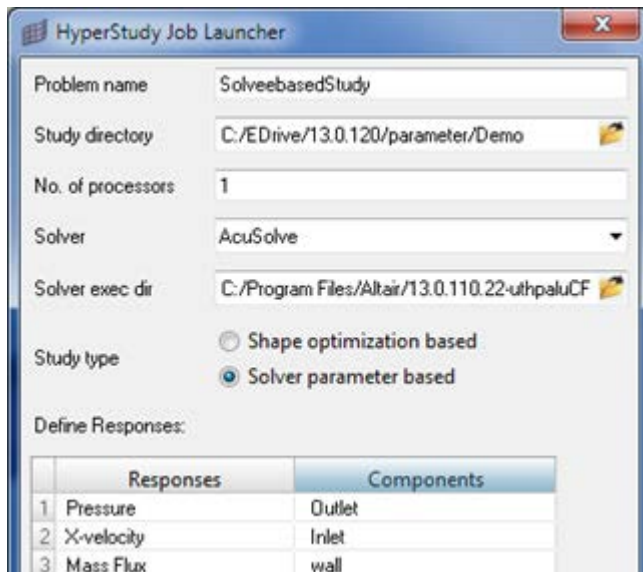 HyperStudy Job Launcher
Problem name SolveebasedStudy
Study directory C:/EDrive/13.0.120/parameter/Demo
No. of processors 1
Solver AcuSolve
Solver exec dir C:/Program Files/Altair/13.0.110.22-uthpaluCF
Study type
Shape optimization based
Solver parameter based
Define Responses:
Responses Components
1 Pressure Outlet
2 X-velocity Inlet
3 Mass Flux wall